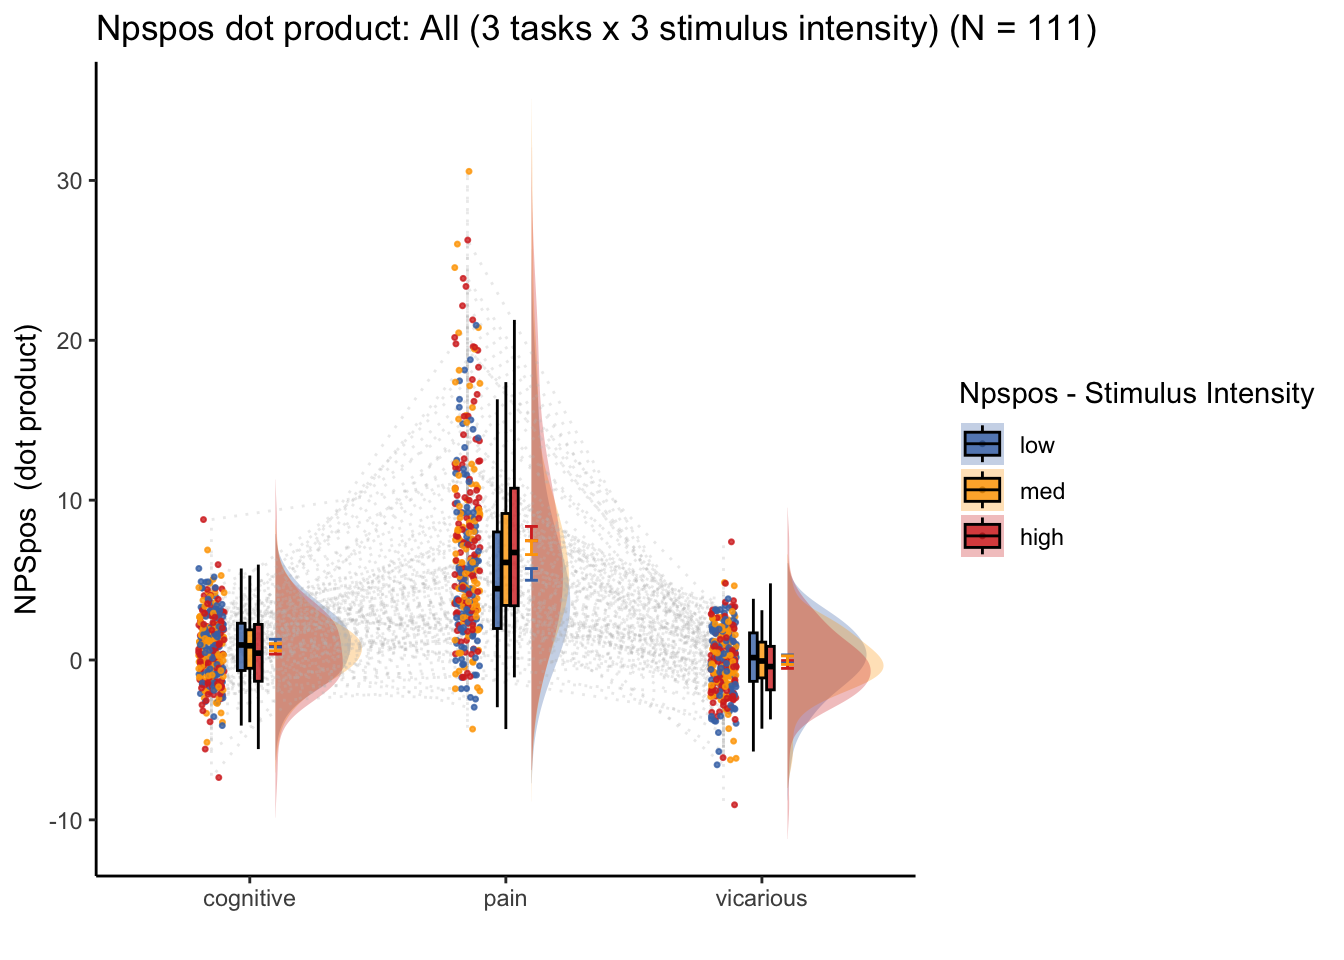 Npspos dot product: All (3 tasks x 3 stimulus intensity) (N = 111)
NPSpos (dot product)
30
20
10
0
-10
cognitive
pain
vicarious
Npspos - Stimulus Intensity
low
med
high